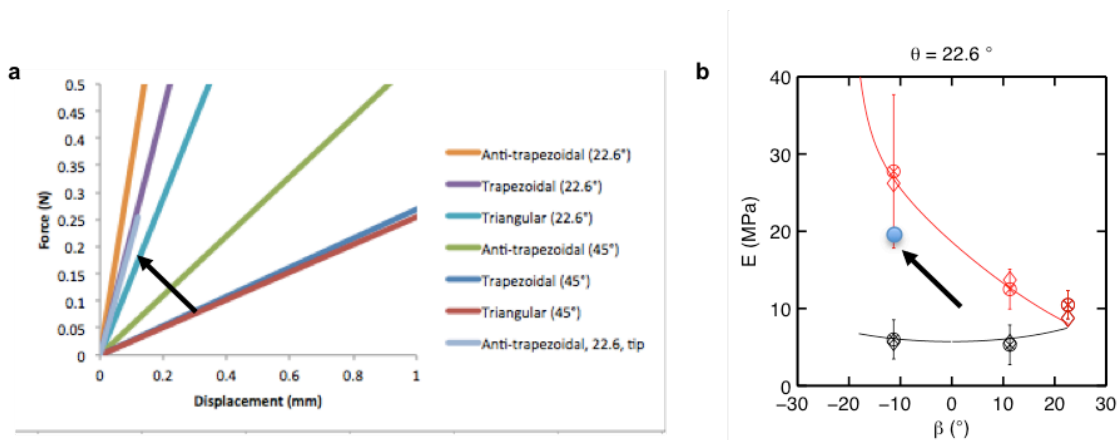 a
0.5
0.45
0.4
0.35
0.3
0.25
0.2
0.15
0.1
0.05
0
Force (N)
0
0.2
0.4
0.6
0.8
1
Displacement (mm)
Anti-trapezoidal (22.6°)
Trapezoidal (22.6°)
Triangular (22.6°)
Anti-trapezoidal (45°)
Trapezoidal (45°)
Triangular (45°)
Anti-trapezoidal, 22.6, tip
b
θ = 22.6 °
40
30
20
10
0
E (MPa)
−30
−20
−10
0
10
20
30
β (°)